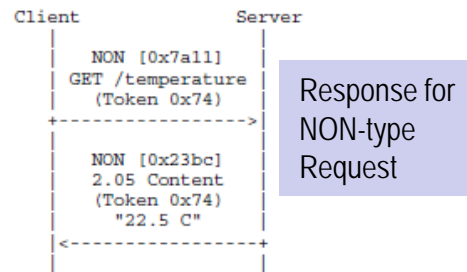 Client Server
NON [0x7a11]
GET /temperature
(Token 0x74)
NON [0x23bc]
2.05 Content
(Token 0x74)
"22.5 C"
Response for
NON-type
Request